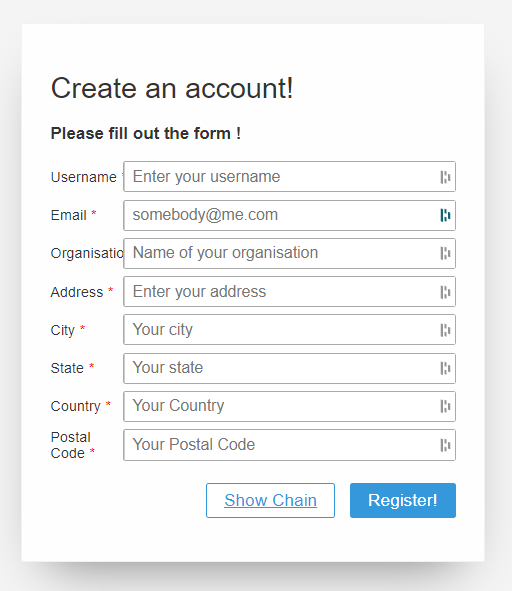 Create an account!
Please fill out the form !
Username * Enter your username
Email * somebody@me.com
Organisatio Name of your organisation
Address * Enter your address
City * Your city
State * Your state
Country * Your Country
Postal
Code * Your Postal Code
Show Chain Register!